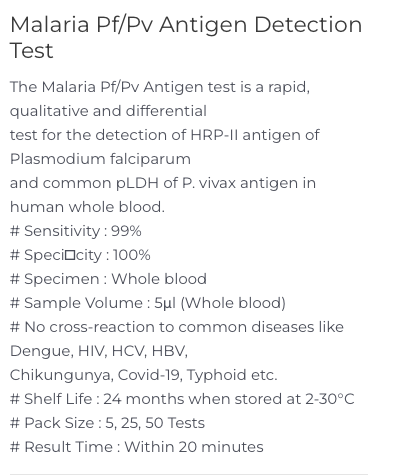 Malaria Pf/Pv Antigen Detection
Test
The Malaria Pf/Pv Antigen test is a rapid,
qualitative and differential
test for the detection of HRP-II antigen of
Plasmodium falciparum
and common pLDH of P. vivax antigen in
human whole blood.
# Sensitivity : 99%
# Speci□city : 100%
# Specimen : Whole blood
# Sample Volume : 5µl (Whole blood)
# No cross-reaction to common diseases like
Dengue, HIV, HCV, HBV,
Chikungunya, Covid-19, Typhoid etc.
# Shelf Life : 24 months when stored at 2-30°C
# Pack Size : 5, 25, 50 Tests
# Result Time : Within 20 minutes